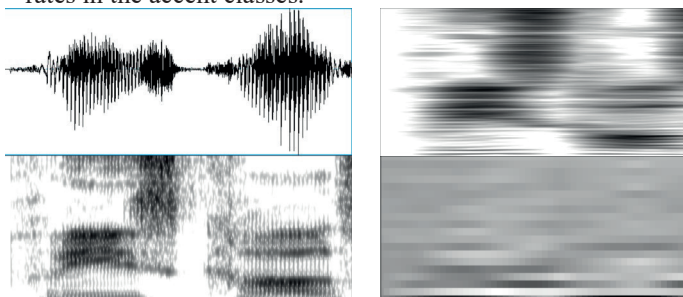 rates in the accent classes.